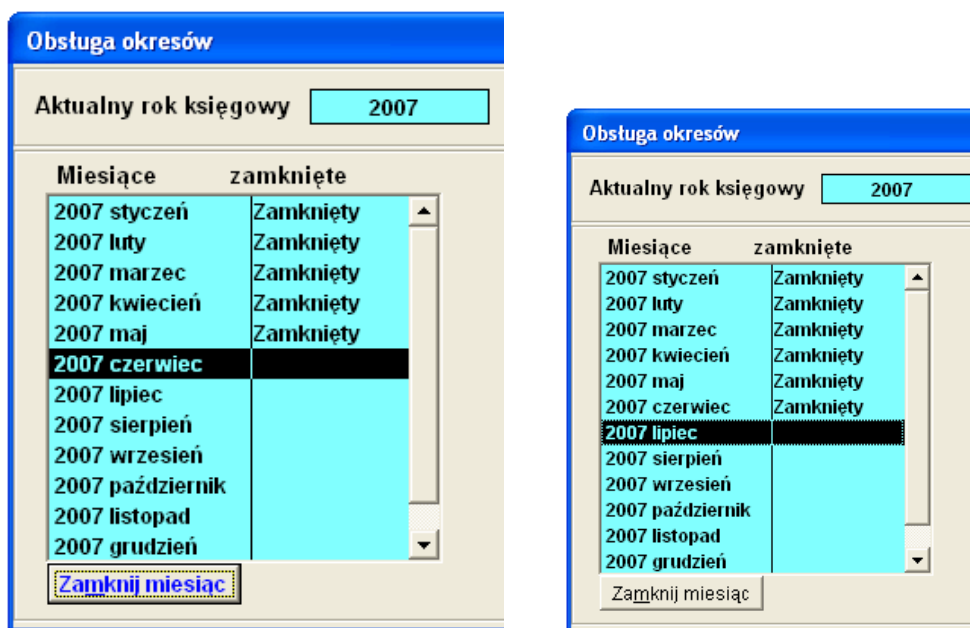 Obsługa okresów
Aktualny rok księgowy 2007
Miesiące zamknięte
2007 styczeń Zamknięty
2007 luty Zamknięty
2007 marzec Zamknięty
2007 kwiecień Zamknięty
2007 maj Zamknięty
2007 czerwiec
2007 lipiec
2007 sierpień
2007 wrzesień
2007 październik
2007 listopad
2007 grudzień
Zamknij miesiąc
Obsługa okresów
Aktualny rok księgowy 2007
Miesiące zamknięte
2007 styczeń Zamknięty
2007 luty Zamknięty
2007 marzec Zamknięty
2007 kwiecień Zamknięty
2007 maj Zamknięty
2007 czerwiec Zamknięty
2007 lipiec
2007 sierpień
2007 wrzesień
2007 październik
2007 listopad
2007 grudzień
Zamknij miesiąc